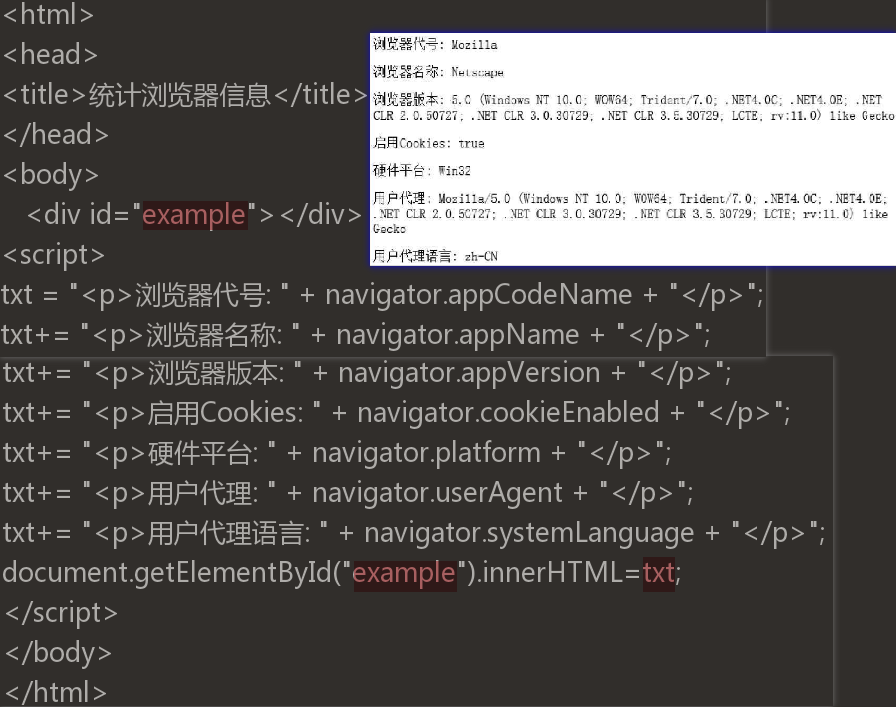 <html>
<head>
<title>统计浏览器信息</title>
</head>
<body>
<div id="example"></div>
<script>
txt = "<p>浏览器代号: " + navigator.appCodeName + "</p>";
txt+= "<p>浏览器名称: " + navigator.appName + "</p>";
txt+= "<p>浏览器版本: " + navigator.appVersion + "</p>";
txt+= "<p>启用Cookies: " + navigator.cookieEnabled + "</p>";
txt+= "<p>硬件平台: " + navigator.platform + "</p>";
txt+= "<p>用户代理: " + navigator.userAgent + "</p>";
txt+= "<p>用户代理语言: " + navigator.systemLanguage + "</p>";
document.getElementById("example").innerHTML=txt;
</script>
</body>
</html>
浏览器代号: Mozilla
浏览器名称: Netscape
浏览器版本: 5.0 (Windows NT 10.0; WOW64; Trident/7.0; .NET4.0C; .NET4.0E; .NET
CLR 2.0.50727; .NET CLR 3.0.30729; .NET CLR 3.5.30729; LCTE; rv:11.0) like Gecko
启用Cookies: true
硬件平台: Win32
用户代理: Mozilla/5.0 (Windows NT 10.0; WOW64; Trident/7.0; .NET4.0C; .NET4.0E;
.NET CLR 2.0.50727; .NET CLR 3.0.30729; .NET CLR 3.5.30729; LCTE; rv:11.0) like
Gecko
用户代理语言: zh-CN